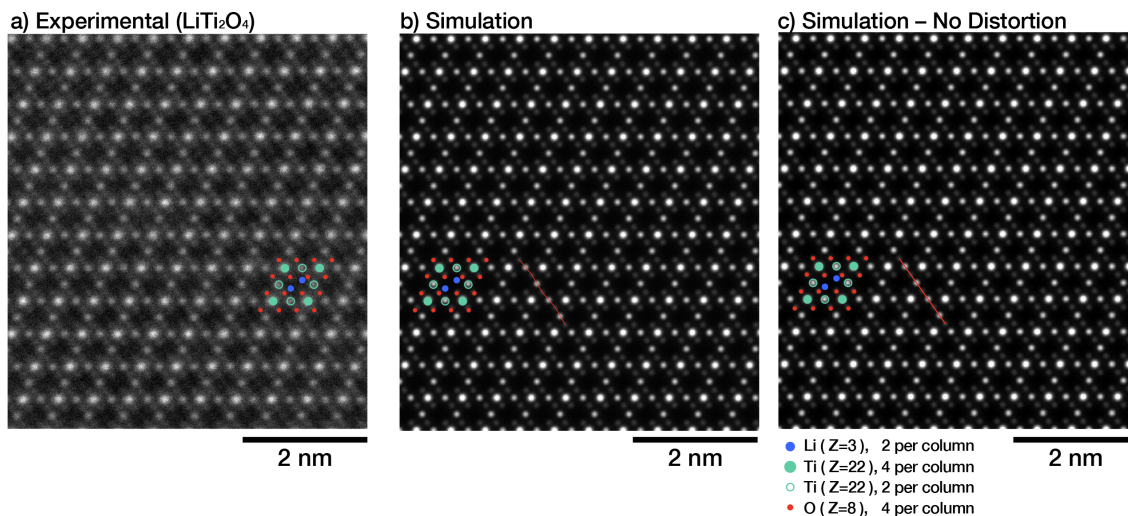 a) Experimental (LiTi₂O₄)
b) Simulation
c) Simulation – No Distortion
2 nm
2 nm
2 nm
Li ( Z=3 ), 2 per column
Ti ( Z=22 ), 4 per column
Ti ( Z=22 ), 2 per column
O ( Z=8 ), 4 per column